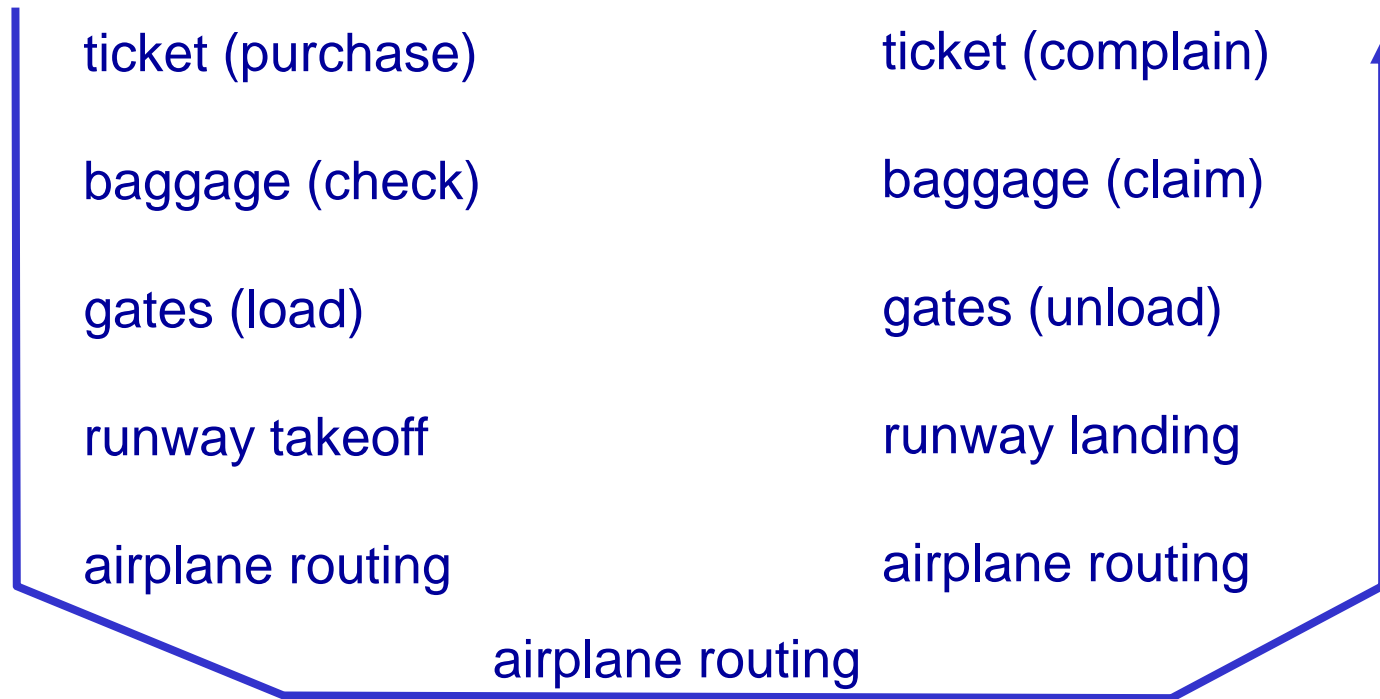 ticket (purchase)
baggage (check)
gates (load)
runway takeoff
airplane routing
ticket (complain)
baggage (claim)
gates (unload)
runway landing
airplane routing
airplane routing